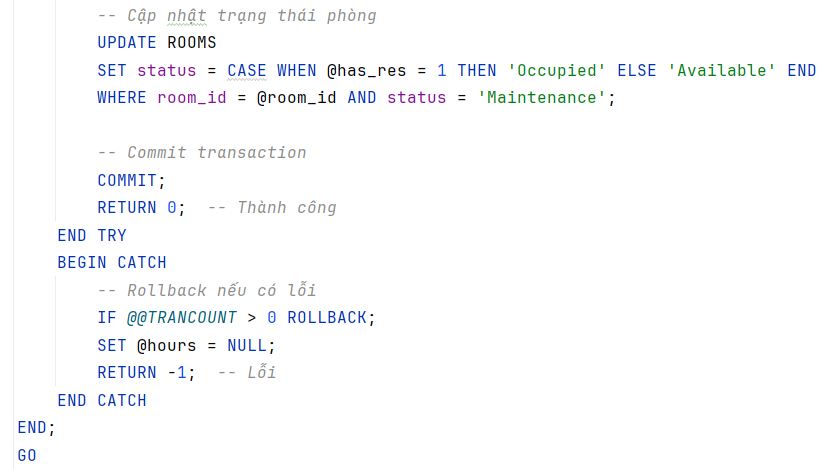 -- Cập nhật trạng thái phòng
UPDATE ROOMS
SET status = CASE WHEN @has_res = 1 THEN 'Occupied' ELSE 'Available' END
WHERE room_id = @room_id AND status = 'Maintenance';
-- Commit transaction
COMMIT;
RETURN 0;  -- Thành công
END TRY
BEGIN CATCH
-- Rollback nếu có lỗi
IF @@TRANCOUNT > 0 ROLLBACK;
SET @hours = NULL;
RETURN -1;  -- Lỗi
END CATCH
END;
GO